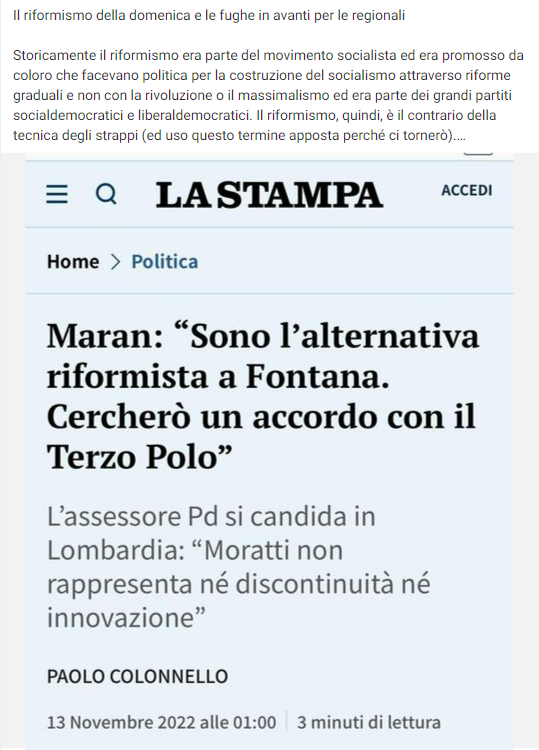 Il riformismo della domenica e le fughe in avanti per le regionali
Storicamente il riformismo era parte del movimento socialista ed era promosso da
coloro che facevano politica per la costruzione del socialismo attraverso riforme
graduali e non con la rivoluzione o il massimalismo ed era parte dei grandi partiti
socialdemocratici e liberaldemocratici. Il riformismo, quindi, è il contrario della
tecnica degli strappi (ed uso questo termine apposta perché ci tornerò)....
LA STAMPA
ACCEDI
Home > Politica
Maran: “Sono l’alternativa
riformista a Fontana.
Cercherò un accordo con il
Terzo Polo”
L’assessore Pd si candida in
Lombardia: “Moratti non
rappresenta né discontinuità né
innovazione”
PAOLO COLONNELLO
13 Novembre 2022 alle 01:00 | 3 minuti di lettura